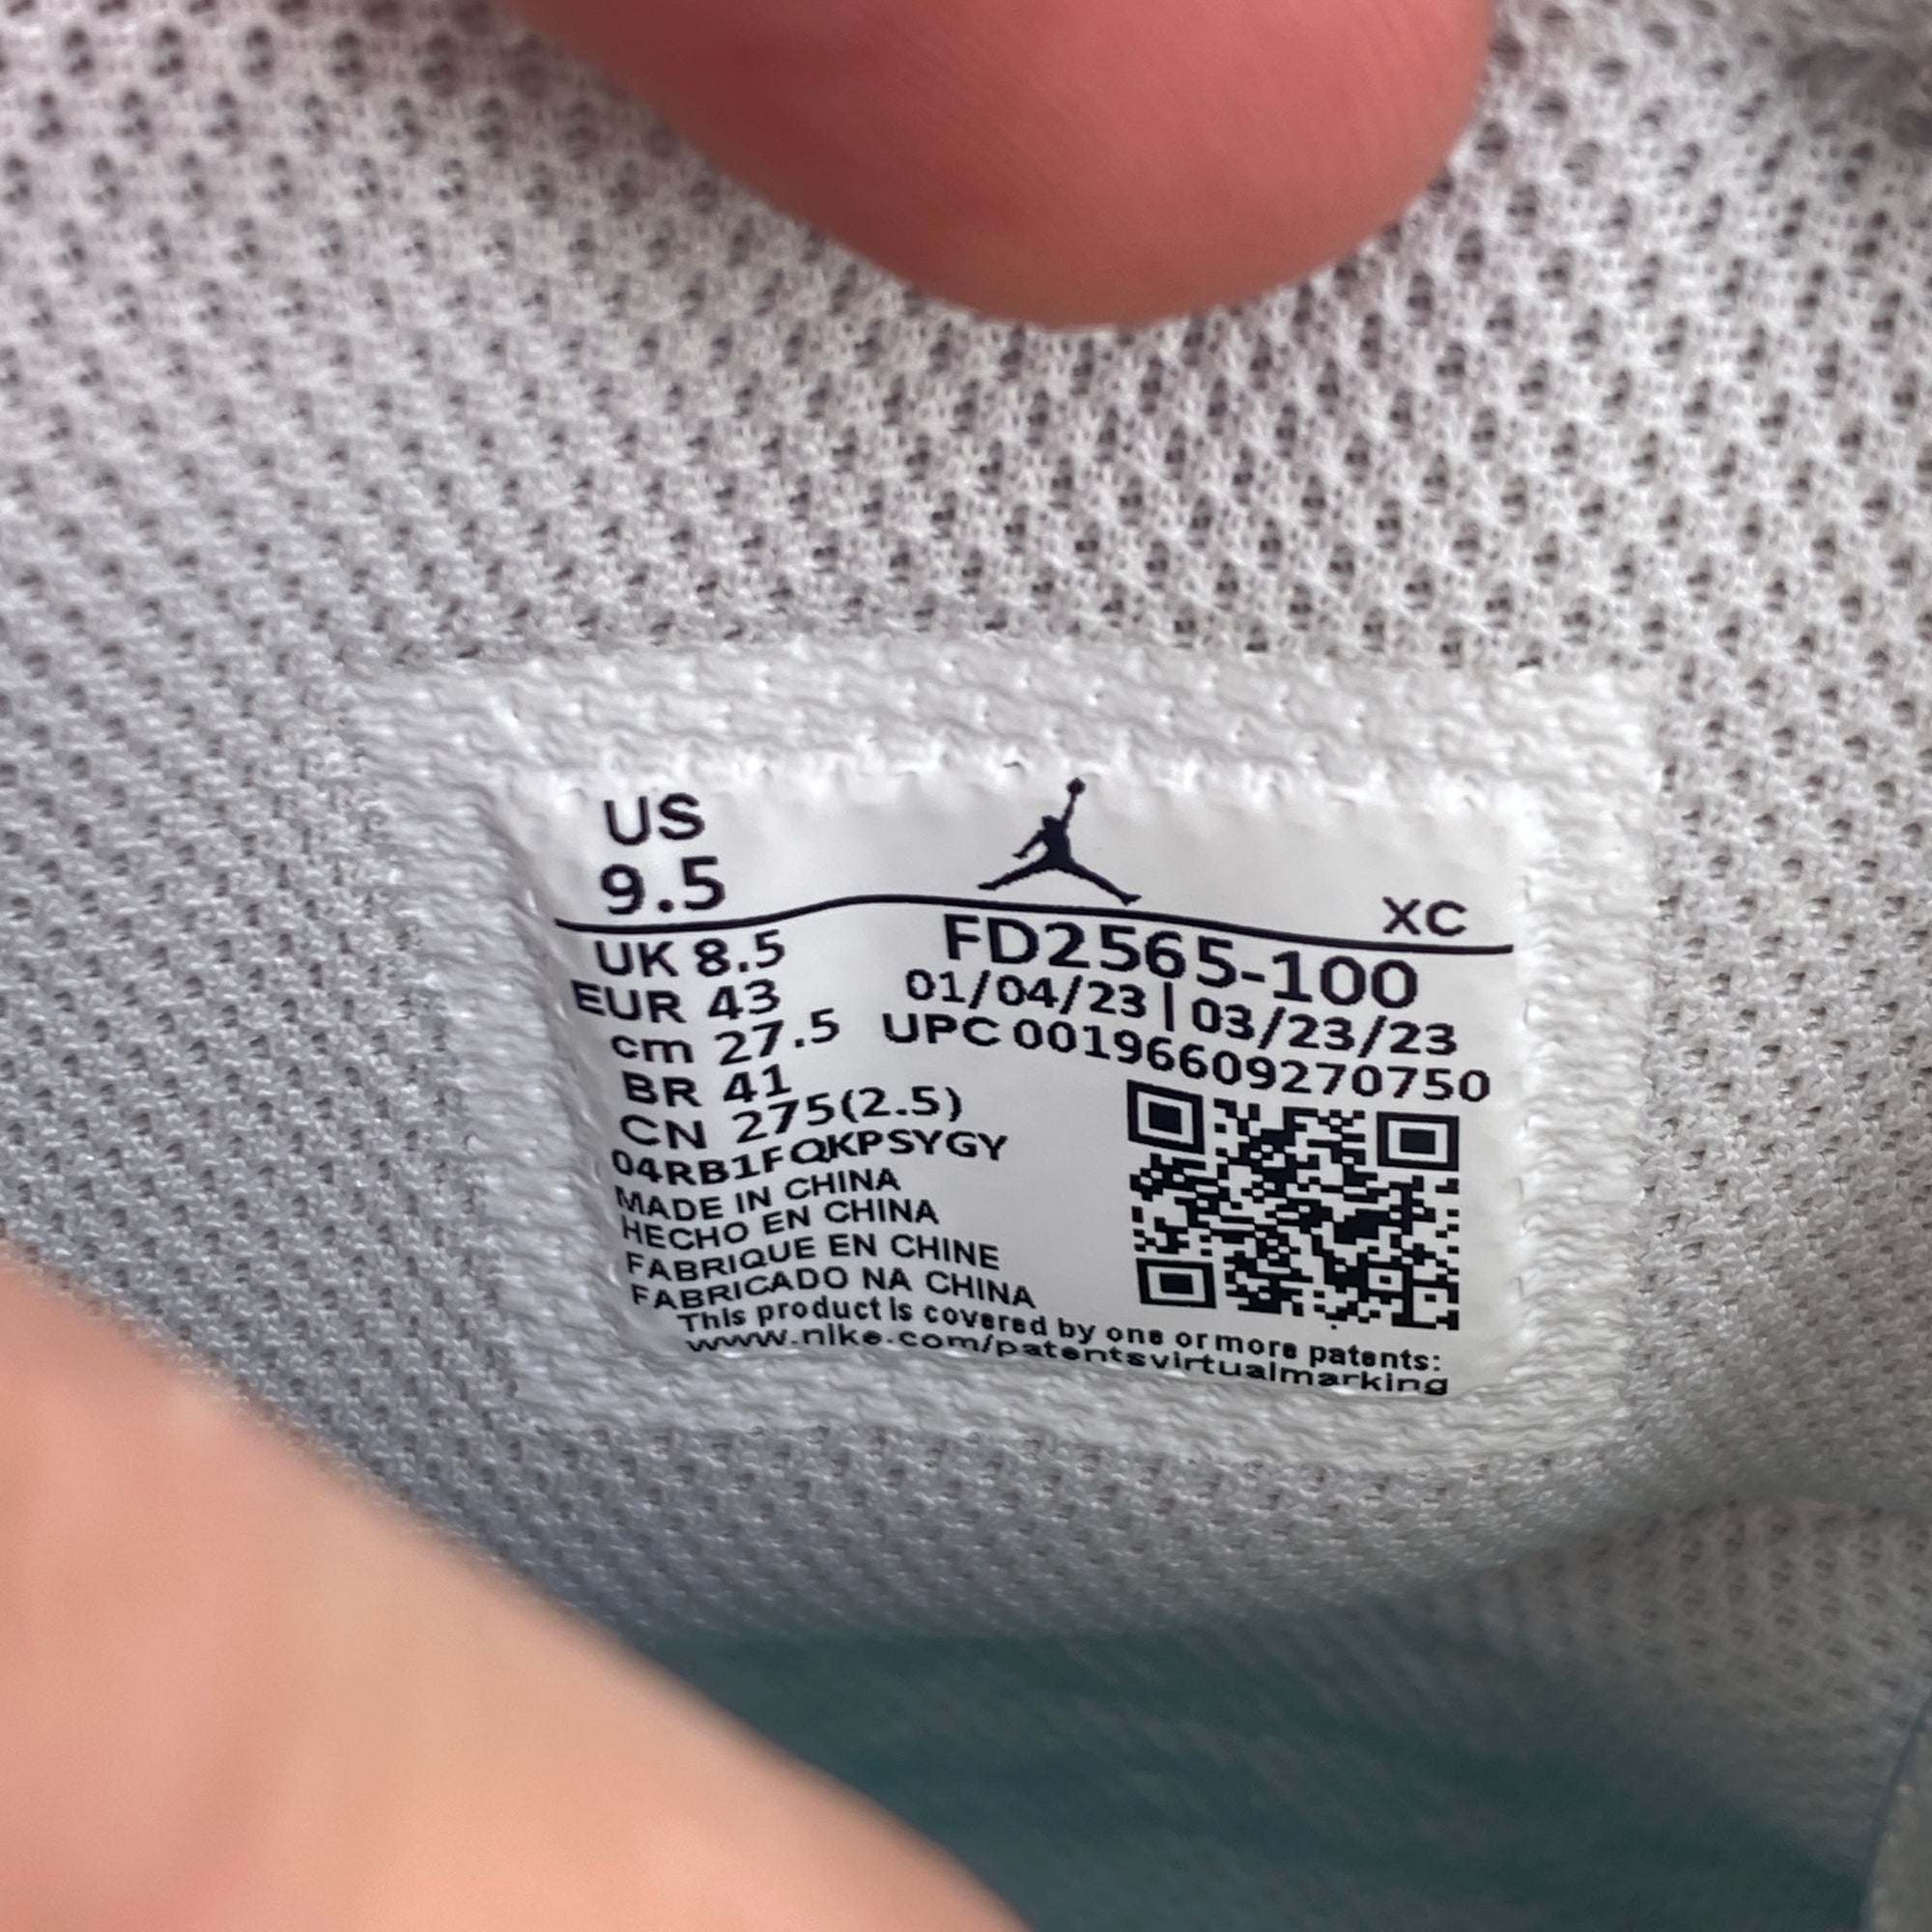 US
9.5
XC
UK 8.5
EUR 43
cm 27.5
BR 41
CN 275(2.5)
FD2565-100
01/04/23 | 03/23/23
UPC 00196609270750
04RB1FQKPSYGY
MADE IN CHINA
HECHO EN CHINA
FABRIQUE EN CHINE
FABRICADO NA CHINA
This product is covered by one or more patents:
www.nike.com/patentsvirtualmarking